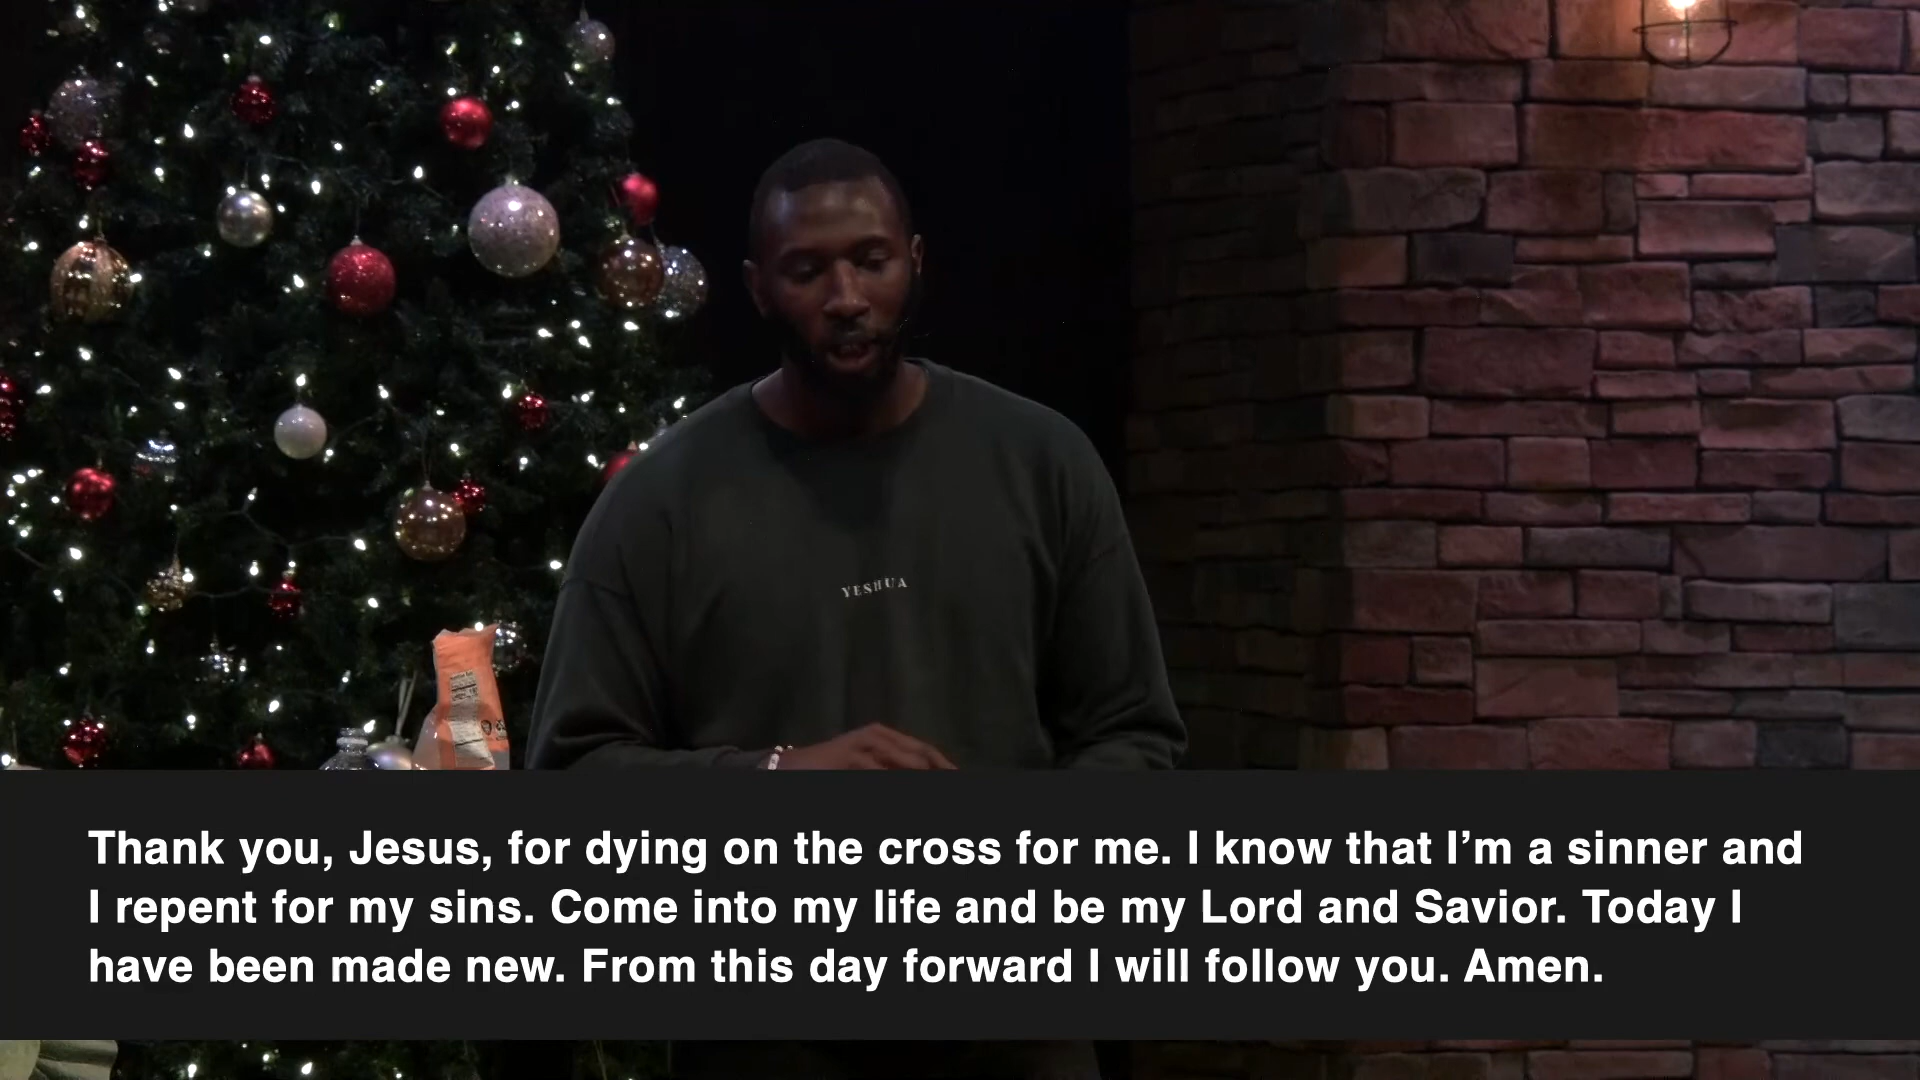 YESHUA
Thank you, Jesus, for dying on the cross for me. I know that I’m a sinner and
I repent for my sins. Come into my life and be my Lord and Savior. Today I
have been made new. From this day forward I will follow you. Amen.